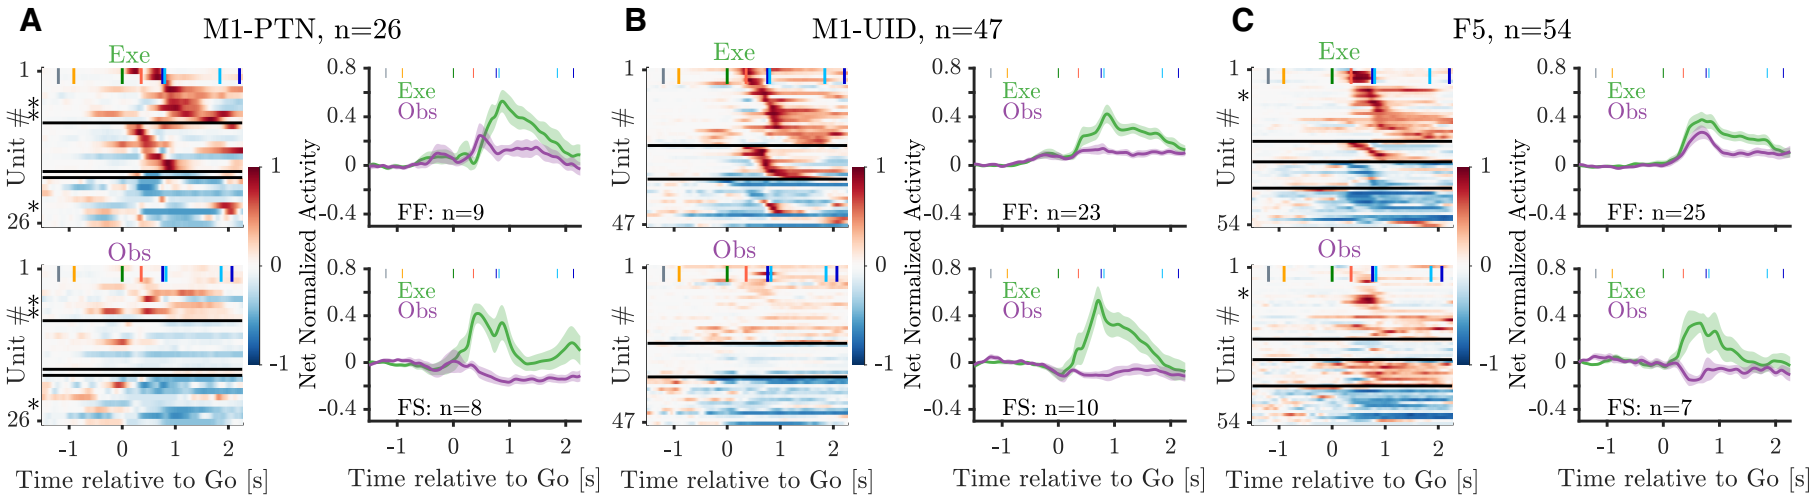 A
M1-PTN, n=26
Exe
1
**
26
Unit #
*
Obs
1
**
26
Unit #
*
-1
0
1
2
Time relative to Go [s]
1
0
-1
0.8
0.4
0
-0.4
Exe
Obs
FF: n=9
Net Normalized Activity
0.8
0.4
0
-0.4
Exe
Obs
FS: n=8
-1
0
1
2
Time relative to Go [s]
B
M1-UID, n=47
Exe
1
47
Unit #
Obs
1
47
Unit #
-1
0
1
2
Time relative to Go [s]
1
0
-1
0.8
0.4
0
-0.4
Exe
Obs
FF: n=23
Net Normalized Activity
0.8
0.4
0
-0.4
Exe
Obs
FS: n=10
-1
0
1
2
Time relative to Go [s]
C
F5, n=54
Exe
1
*
54
Unit #
Obs
1
*
54
Unit #
-1
0
1
2
Time relative to Go [s]
1
0
-1
0.8
0.4
0
-0.4
Exe
Obs
FF: n=25
Net Normalized Activity
0.8
0.4
0
-0.4
Exe
Obs
FS: n=7
-1
0
1
2
Time relative to Go [s]